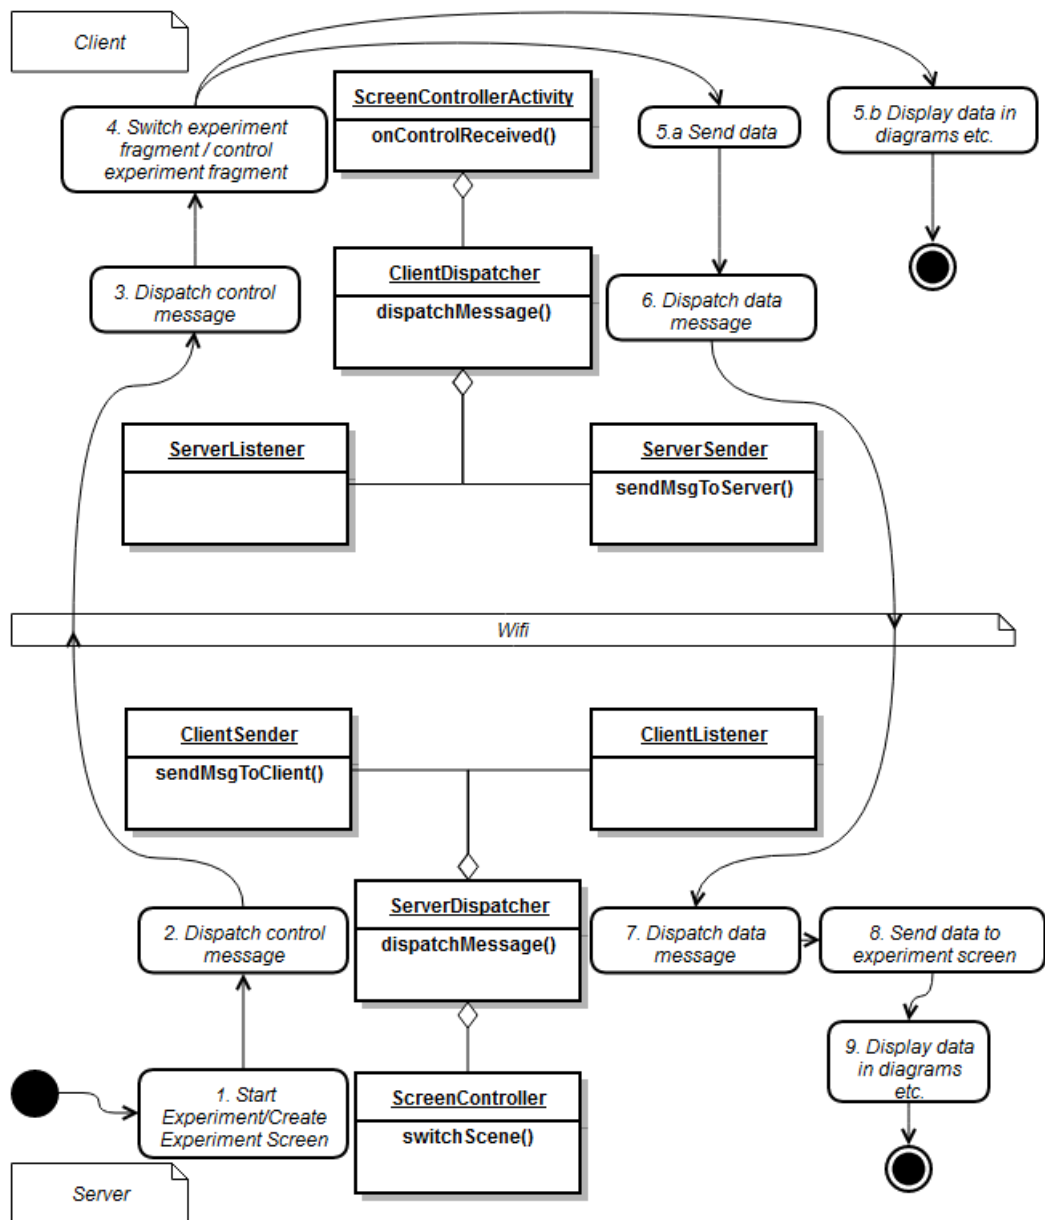 Client
ScreenControllerActivity
onControlReceived()
4. Switch experiment
fragment / control
experiment fragment
5.a Send data
5.b Display data in
diagrams etc.
ClientDispatcher
dispatchMessage()
3. Dispatch control
message
6. Dispatch data
message
ServerListener
ServerSender
sendMsgToServer()
Wifi
ClientSender
sendMsgToClient()
ClientListener
2. Dispatch control
message
ServerDispatcher
dispatchMessage()
7. Dispatch data
message
8. Send data to
experiment screen
9. Display data
in diagrams
etc.
1. Start
Experiment/Create
Experiment Screen
ScreenController
switchScene()
Server